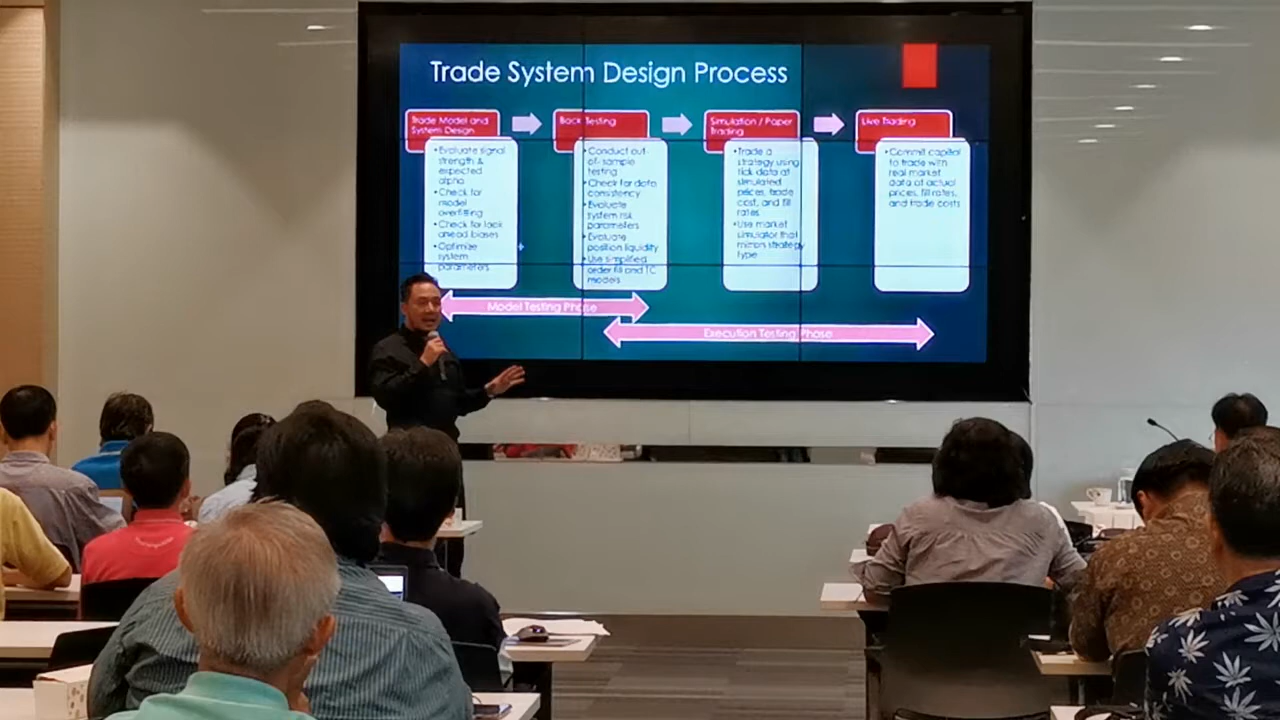 Trade System Design Process
Trade Model and
System Design
• Evaluate signal
strength &
expected
alpha
• Check for
model
overfitting
• Check for look
ahead biases
• Optimize
system
parameters
Back Testing
• Conduct out-
of- sample
testing
• Check for data
consistency
• Evaluate
system risk
parameters
• Evaluate
position liquidity
• Use simplified
order fill and TC
models
Simulation / Paper
Trading
• Trade a
strategy using
tick data at
simulated
prices, trade
cost, and fill
rates
• Use market
simulator that
mirrors strategy
type
Live Trading
• Commit capital
to trade with
real market
data at actual
prices, fill rates,
and trade costs
Model Testing Phase
Execution Testing Phase